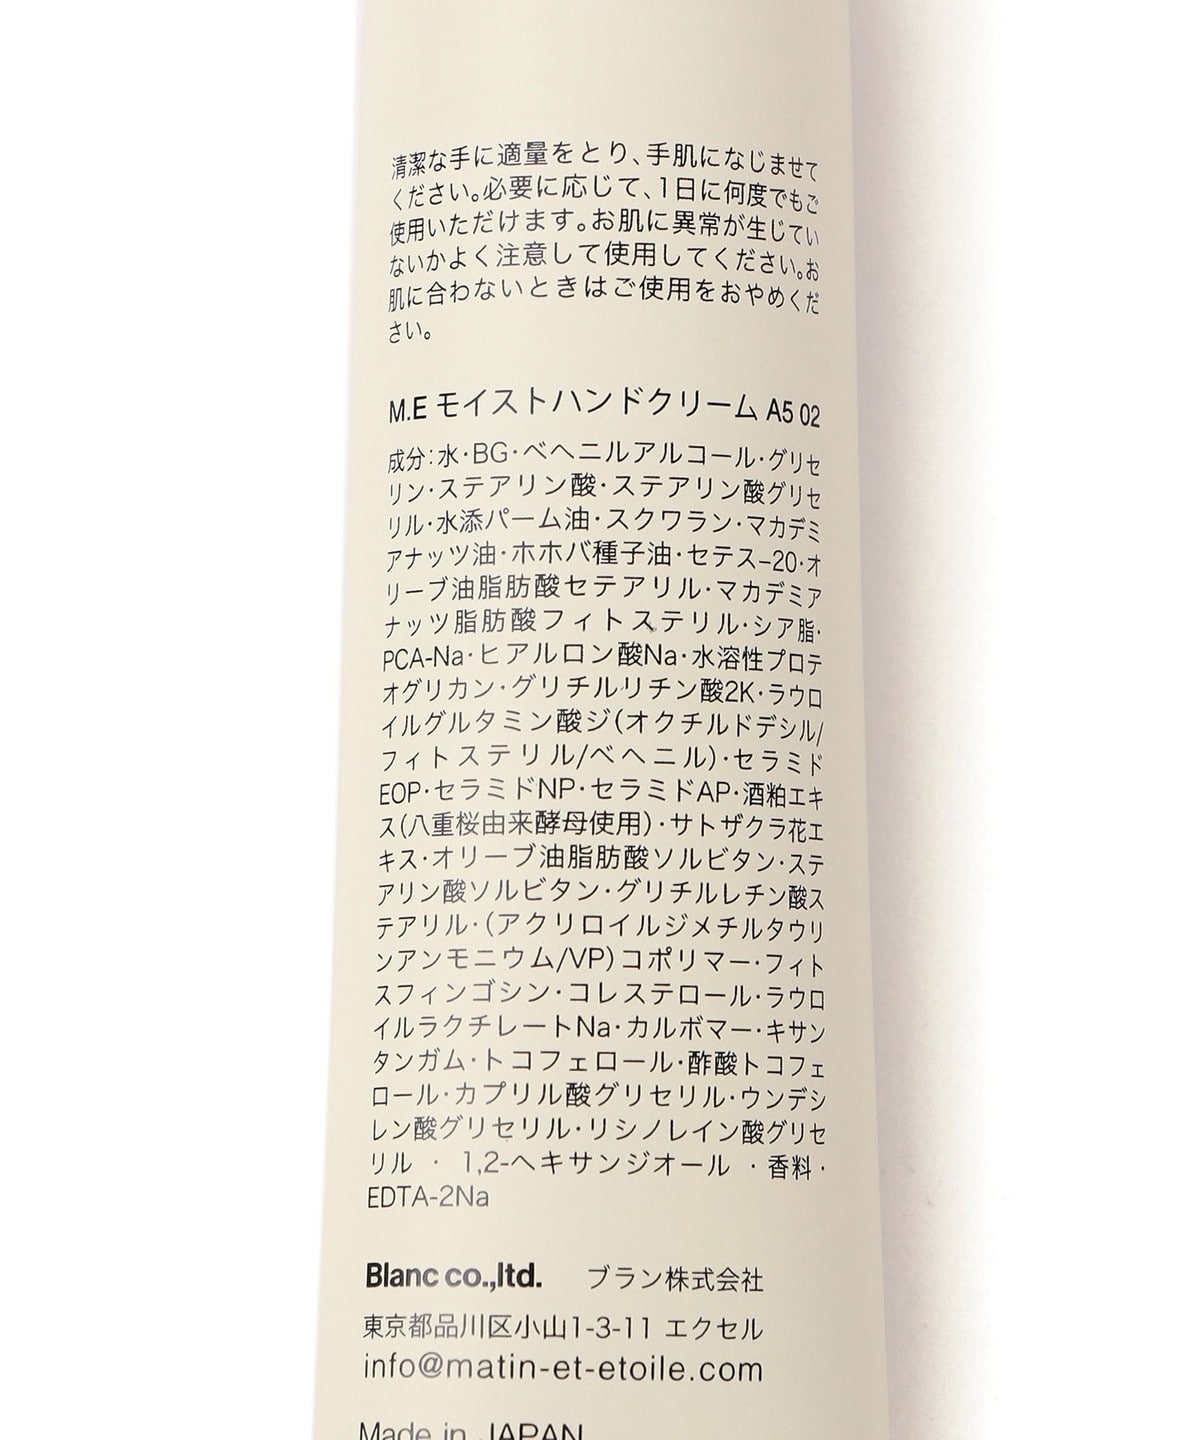 清潔な手に適量をとり、手肌になじませて
ください。必要に応じて、1日に何度でもご
使用いただけます。お肌に異常が生じてい
ないかよく注意して使用してください。お
肌に合わないときはご使用をおやめくだ
さい。
M.E モイストハンドクリーム A5 02
成分:水・BG・ベヘニルアルコール・グリセ
リン・ステアリン酸・ステアリン酸グリセ
リル・水添パーム油・スクワラン・マカデミ
アナッツ油・ホホバ種子油・セテス-20・オ
リーブ油脂肪酸セテアリル・マカデミア
ナッツ脂肪酸フィトステリル・シア脂・
PCA-Na・ヒアルロン酸Na・水溶性プロテ
オグリカン・グリチルリチン酸2K・ラウロ
イルグルタミン酸ジ(オクチルドデシル/
フィトステリル/ベヘニル)・セラミド
EOP・セラミドNP・セラミドAP・酒粕エキ
ス(八重桜由来酵母使用)・サトザクラ花エ
キス・オリーブ油脂肪酸ソルビタン・ステ
アリン酸ソルビタン・グリチルレチン酸ス
テアリル・(アクリロイルジメチルタウリ
ンアンモニウム/VP)コポリマー・フィト
スフィンゴシン・コレステロール・ラウロ
イルラクチレートNa・カルボマー・キサン
タンガム・トコフェロール・酢酸トコフェ
ロール・カプリル酸グリセリル・ウンデシ
レン酸グリセリル・リシノレイン酸グリセ
リル ・ 1,2-ヘキサンジオール ・香料・
EDTA-2Na
Blanc co.,ltd. ブラン株式会社
東京都品川区小山1-3-11 エクセル
info@matin-et-etoile.com
Made in JAPAN